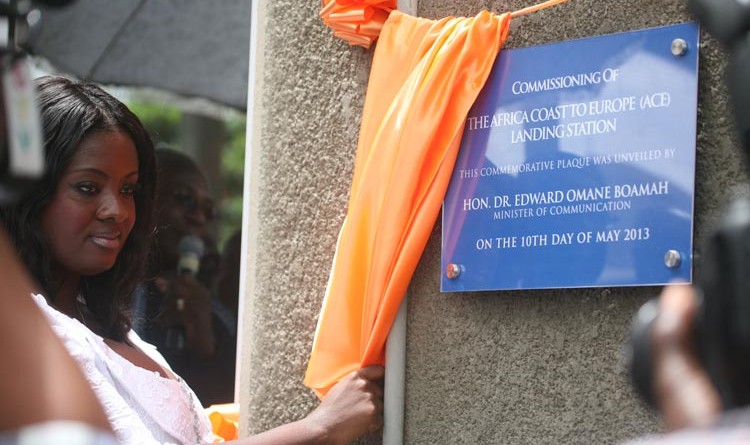 COMMISSIONING OF
THE AFRICA COAST TO EUROPE (ACE)
LANDING STATION
THIS COMMEMORATIVE PLAQUE WAS UNVEILED BY
HON. DR. EDWARD OMANE BOAMAH
MINISTER OF COMMUNICATION
ON THE 10TH DAY OF MAY 2013